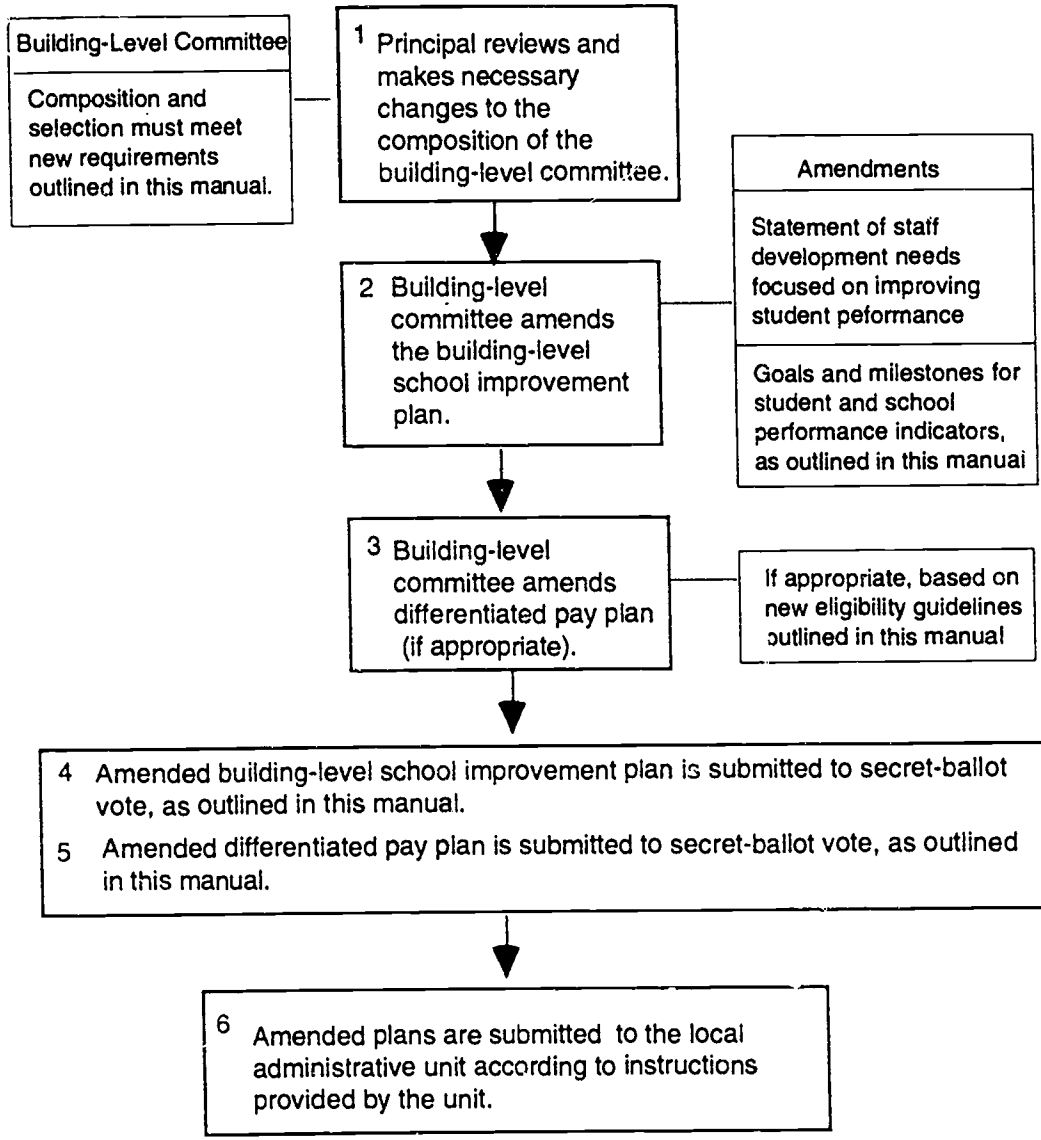 Building-Level Committee
Composition and
selection must meet
new requirements
outlined in this manual.
1 Principal reviews and
makes necessary
changes to the
composition of the
building-level committee.
Amendments
Statement of staff
development needs
focused on improving
student peformance
Goals and milestones for
student and school
performance indicators,
as outlined in this manual
2 Building-level
committee amends
the building-level
school improvement
plan.
3 Building-level
committee amends
differentiated pay plan
(if appropriate).
If appropriate, based on
new eligibility guidelines
outlined in this manual
4 Amended building-level school improvement plan is submitted to secret-ballot
vote, as outlined in this manual.
5 Amended differentiated pay plan is submitted to secret-ballot vote, as outlined
in this manual.
6 Amended plans are submitted to the local
administrative unit according to instructions
provided by the unit.